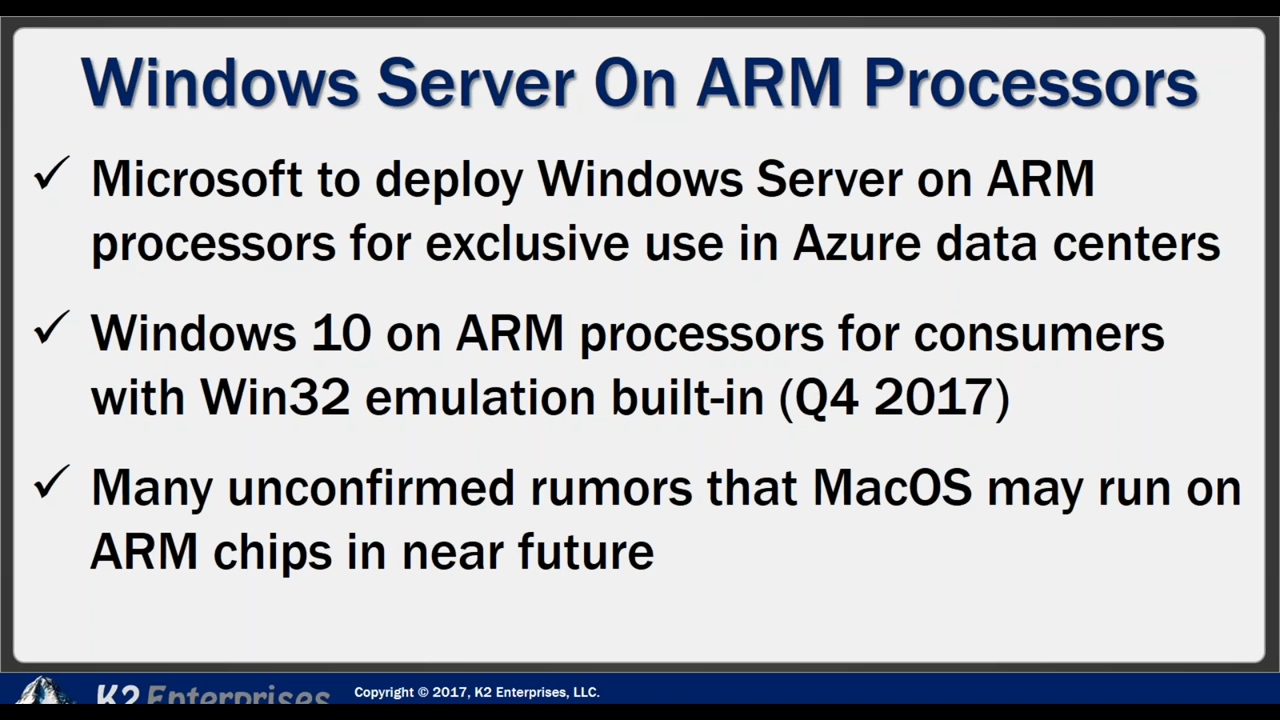 Windows Server On ARM Processors
✓ Microsoft to deploy Windows Server on ARM
processors for exclusive use in Azure data centers
✓ Windows 10 on ARM processors for consumers
with Win32 emulation built-in (Q4 2017)
✓ Many unconfirmed rumors that MacOS may run on
ARM chips in near future
K2 Enterprises
Copyright © 2017, K2 Enterprises, LLC.